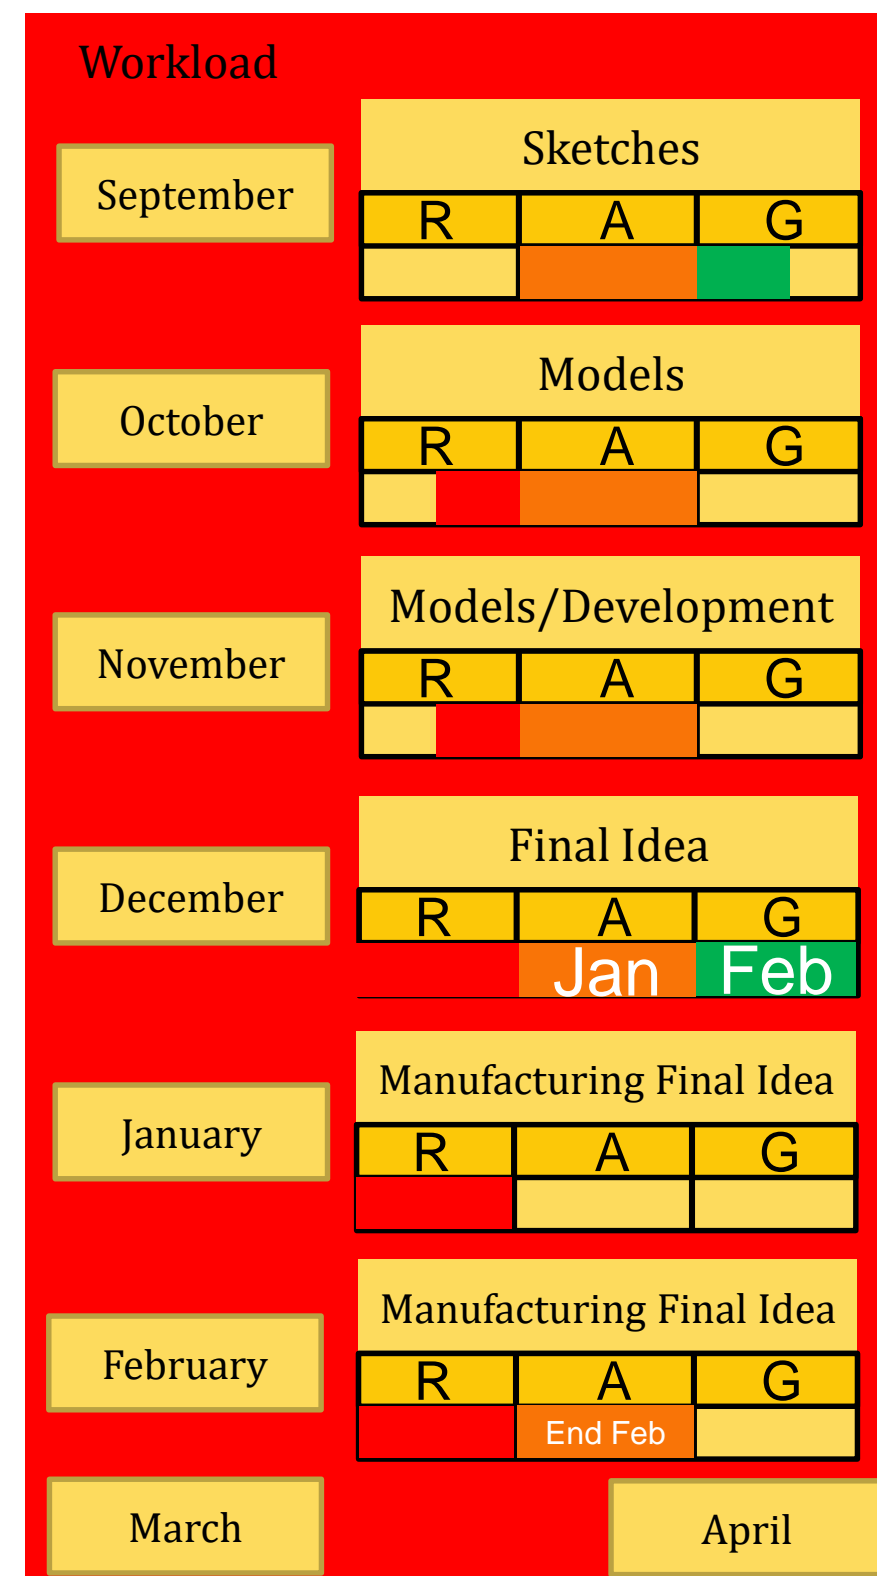 Workload
September
Sketches
R A G
October
Models
R A G
November
Models/Development
R A G
December
Final Idea
R A G
Jan Feb
January
Manufacturing Final Idea
R A G
February
Manufacturing Final Idea
R A G
End Feb
March
April